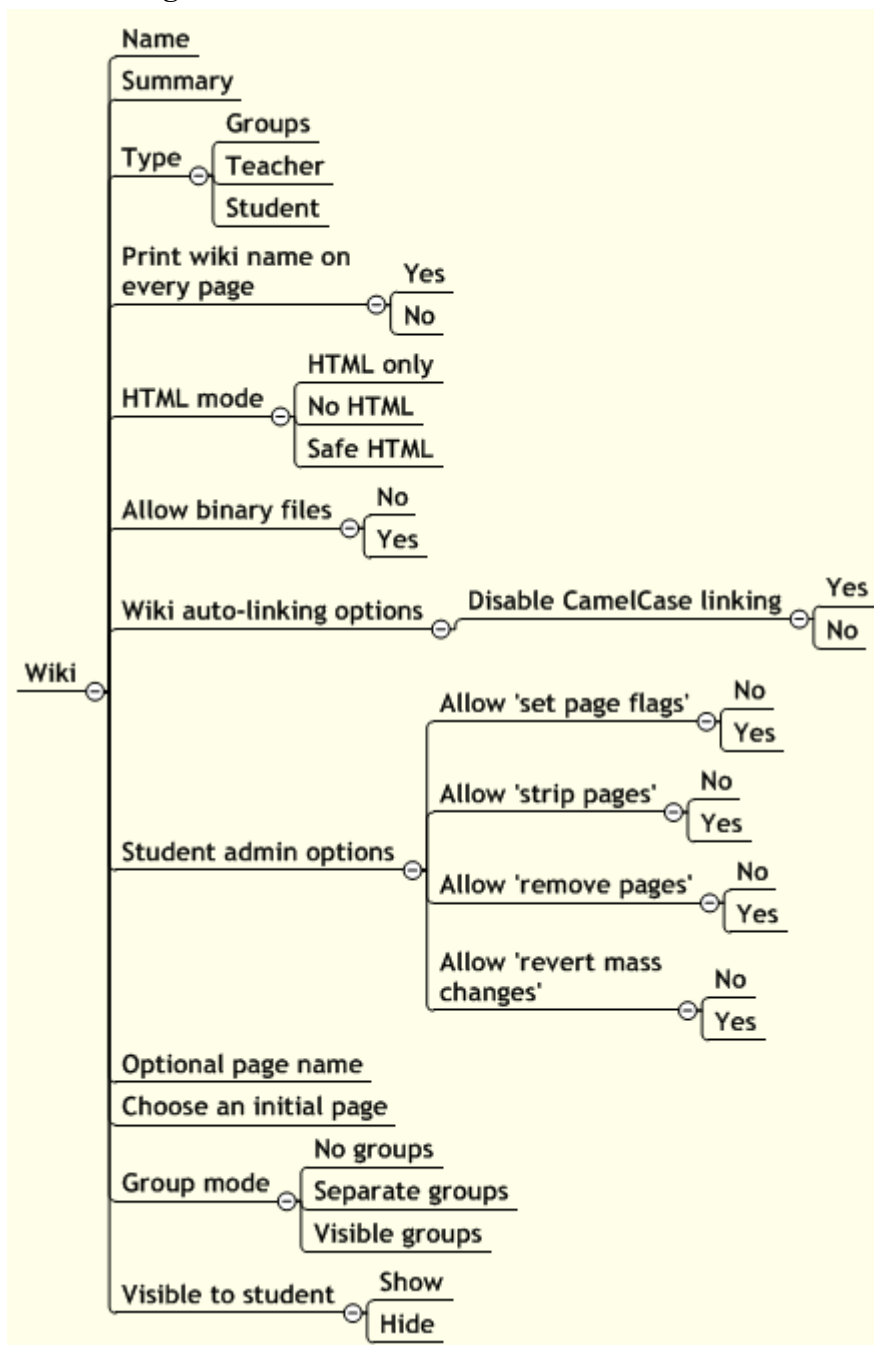 Name
Summary
Type
Groups
Teacher
Student
Print wiki name on
every page
Yes
No
HTML mode
HTML only
No HTML
Safe HTML
Allow binary files
No
Yes
Wiki auto-linking options
Disable CamelCase linking
Yes
No
Wiki
Student admin options
Allow 'set page flags'
No
Yes
Allow 'strip pages'
No
Yes
Allow 'remove pages'
No
Yes
Allow 'revert mass
changes'
No
Yes
Optional page name
Choose an initial page
Group mode
No groups
Separate groups
Visible groups
Visible to student
Show
Hide